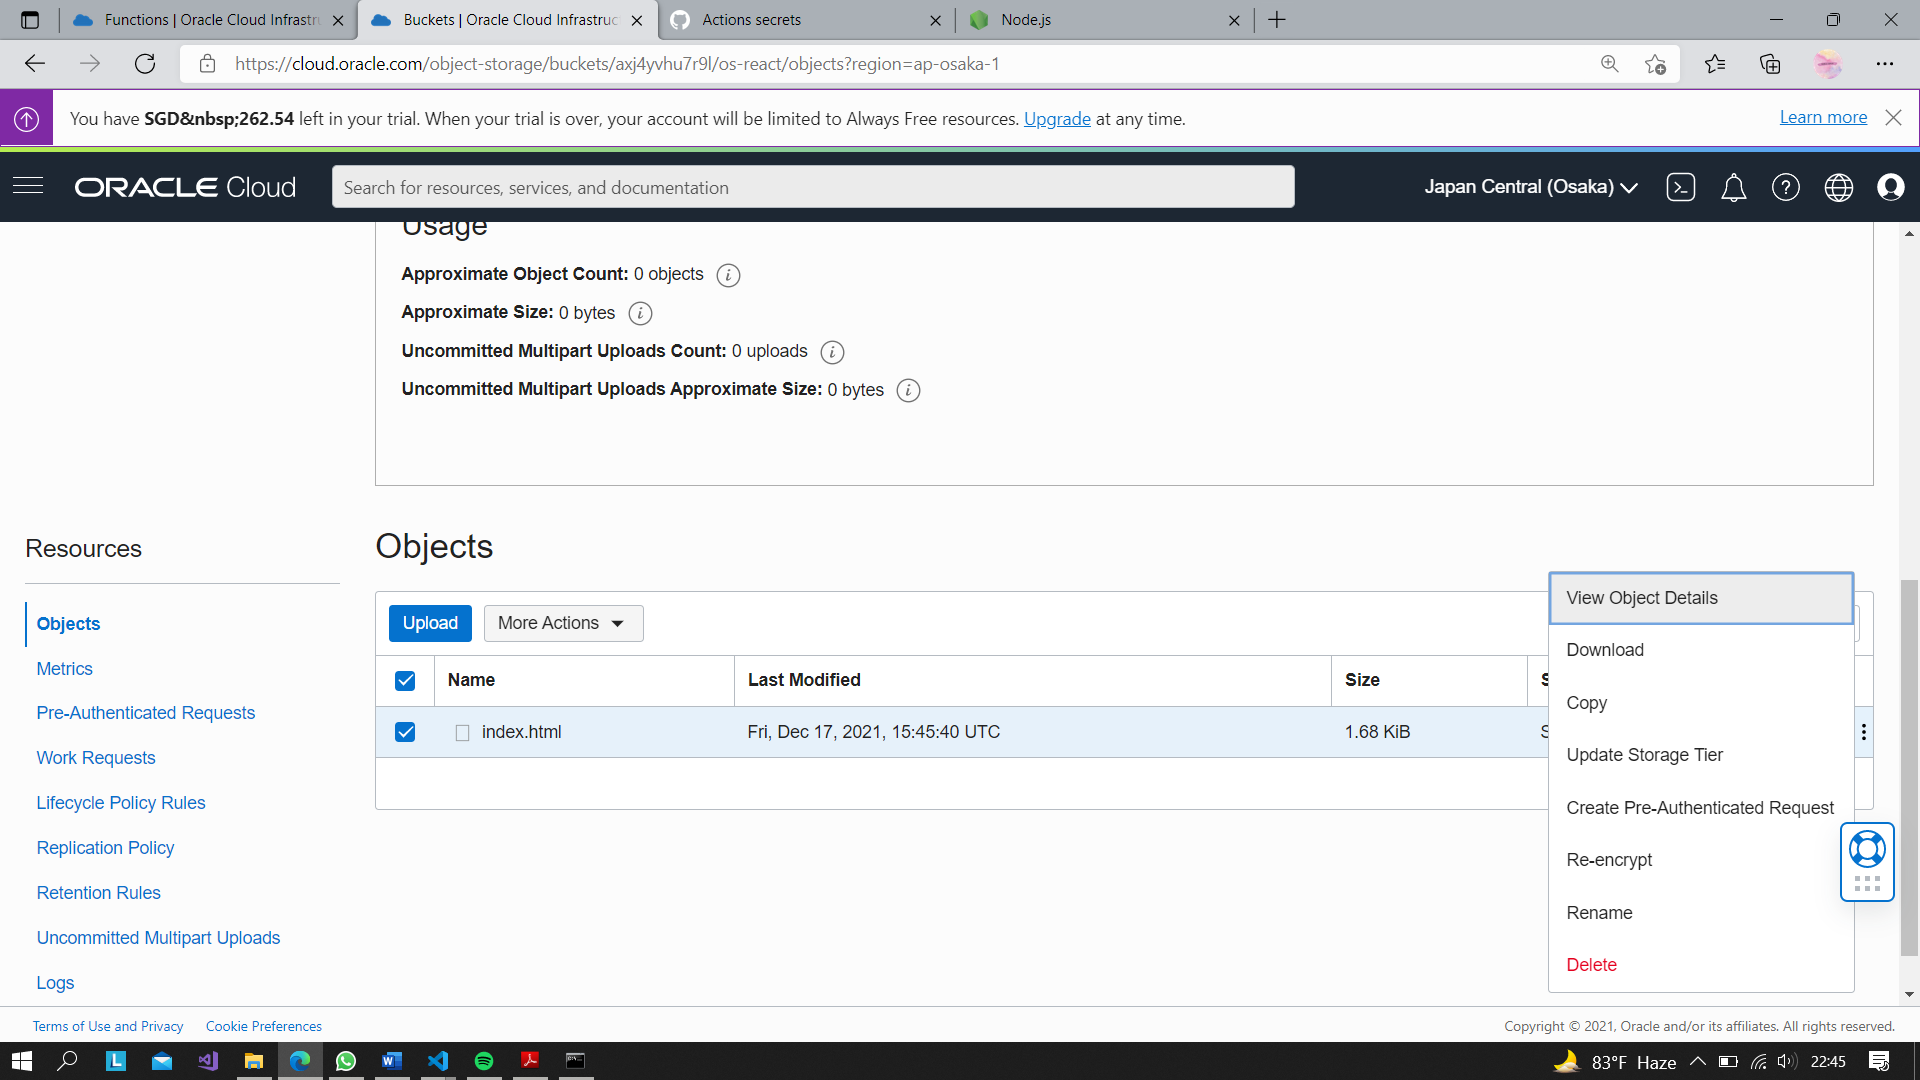 Functions | Oracle Cloud Infrastru
Buckets | Oracle Cloud Infrastruc
Actions secrets
Node.js
https://cloud.oracle.com/object-storage/buckets/axj4yvhu7r9l/os-react/objects?region=ap-osaka-1
You have SGD&nbsp;262.54 left in your trial. When your trial is over, your account will be limited to Always Free resources. Upgrade at any time.
Learn more
ORACLE Cloud
Search for resources, services, and documentation
Japan Central (Osaka)
Usage
Approximate Object Count: 0 objects
Approximate Size: 0 bytes
Uncommitted Multipart Uploads Count: 0 uploads
Uncommitted Multipart Uploads Approximate Size: 0 bytes
Resources
Objects
Metrics
Pre-Authenticated Requests
Work Requests
Lifecycle Policy Rules
Replication Policy
Retention Rules
Uncommitted Multipart Uploads
Logs
Objects
Upload
More Actions
Name
Last Modified
Size
S
index.html
Fri, Dec 17, 2021, 15:45:40 UTC
1.68 KiB
S
View Object Details
Download
Copy
Update Storage Tier
Create Pre-Authenticated Request
Re-encrypt
Rename
Delete
Terms of Use and Privacy
Cookie Preferences
Copyright © 2021, Oracle and/or its affiliates. All rights reserved.
83°F Haze
22:45